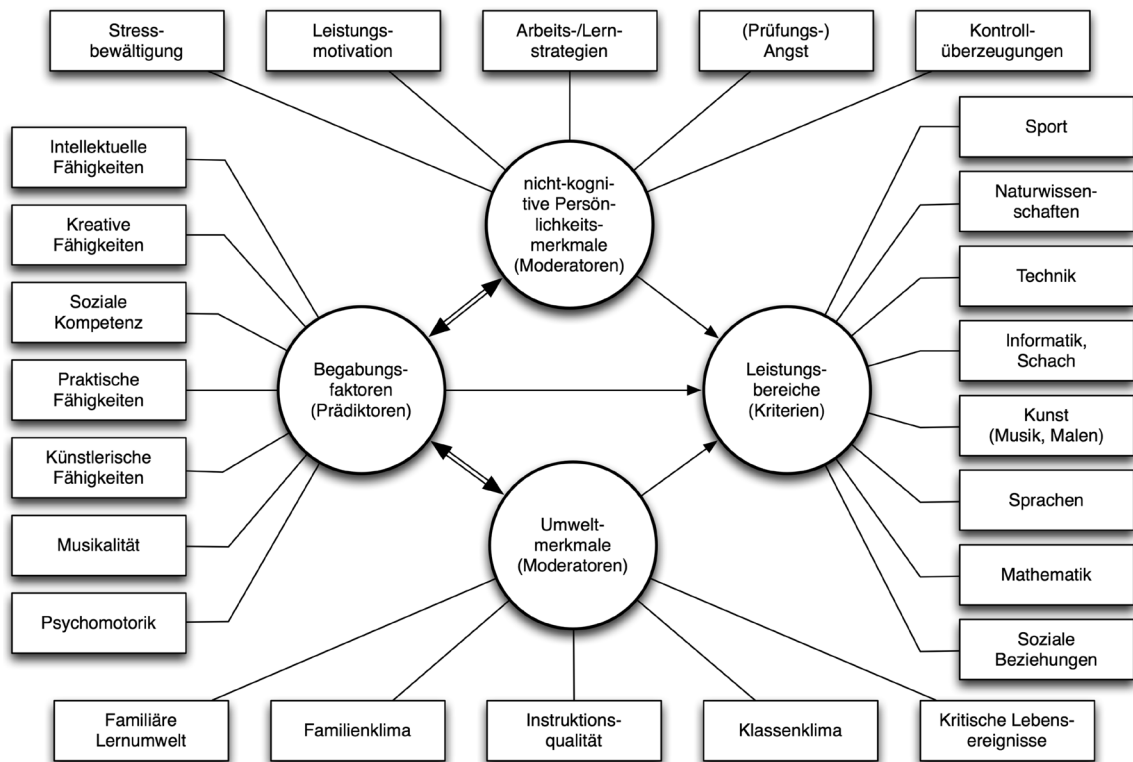 Stress-
bewältigung
Leistungs-
motivation
Arbeits-/Lern-
strategien
(Prüfungs-)
Angst
Kontroll-
überzeugungen
Intellektuelle
Fähigkeiten
Kreative
Fähigkeiten
Soziale
Kompetenz
Praktische
Fähigkeiten
Künstlerische
Fähigkeiten
Musikalität
Psychomotorik
nicht-kogni-
tive Persön-
lichkeits-
merkmale
(Moderatoren)
Begabungs-
faktoren
(Prädiktoren)
Leistungs-
bereiche
(Kriterien)
Umwelt-
merkmale
(Moderatoren)
Sport
Naturwissen-
schaften
Technik
Informatik,
Schach
Kunst
(Musik, Malen)
Sprachen
Mathematik
Soziale
Beziehungen
Familiäre
Lernumwelt
Familienklima
Instruktions-
qualität
Klassenklima
Kritische Lebens-
ereignisse